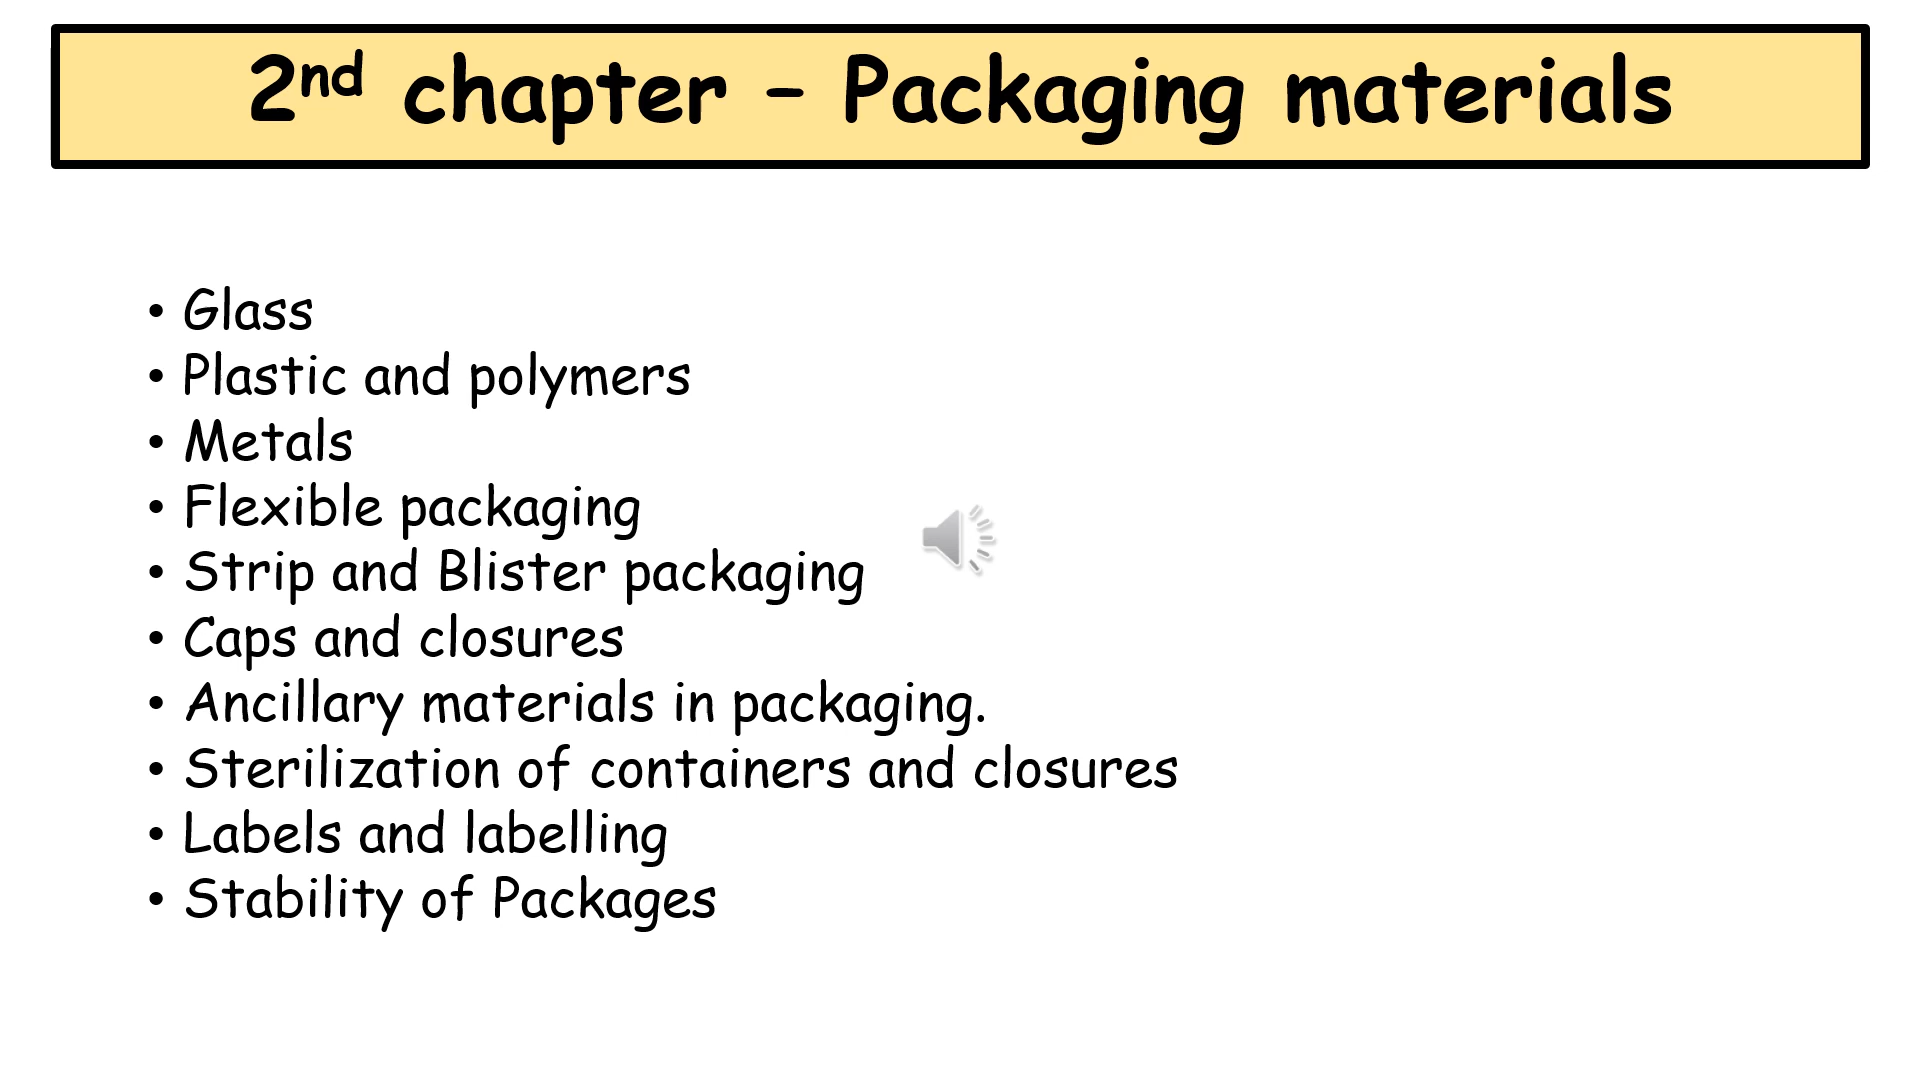 2nd chapter – Packaging materials
• Glass
• Plastic and polymers
• Metals
• Flexible packaging
• Strip and Blister packaging
• Caps and closures
• Ancillary materials in packaging.
• Sterilization of containers and closures
• Labels and labelling
• Stability of Packages